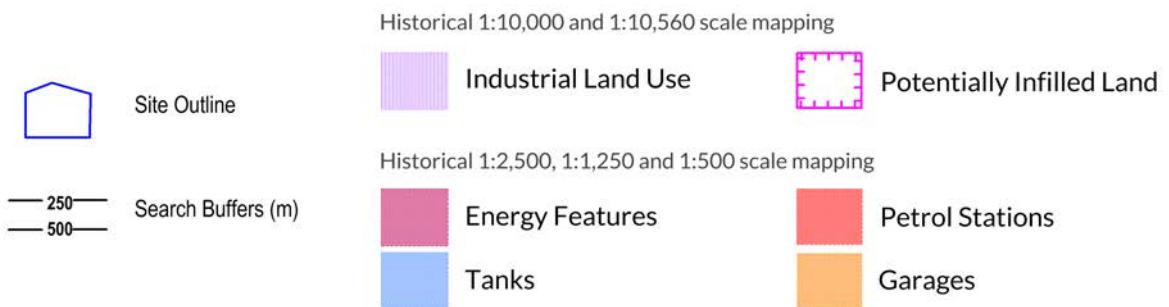 Historical 1:10,000 and 1:10,560 scale mapping
Site Outline
Industrial Land Use
Potentially Infilled Land
Historical 1:2,500, 1:1,250 and 1:500 scale mapping
250
500
Search Buffers (m)
Energy Features
Petrol Stations
Tanks
Garages